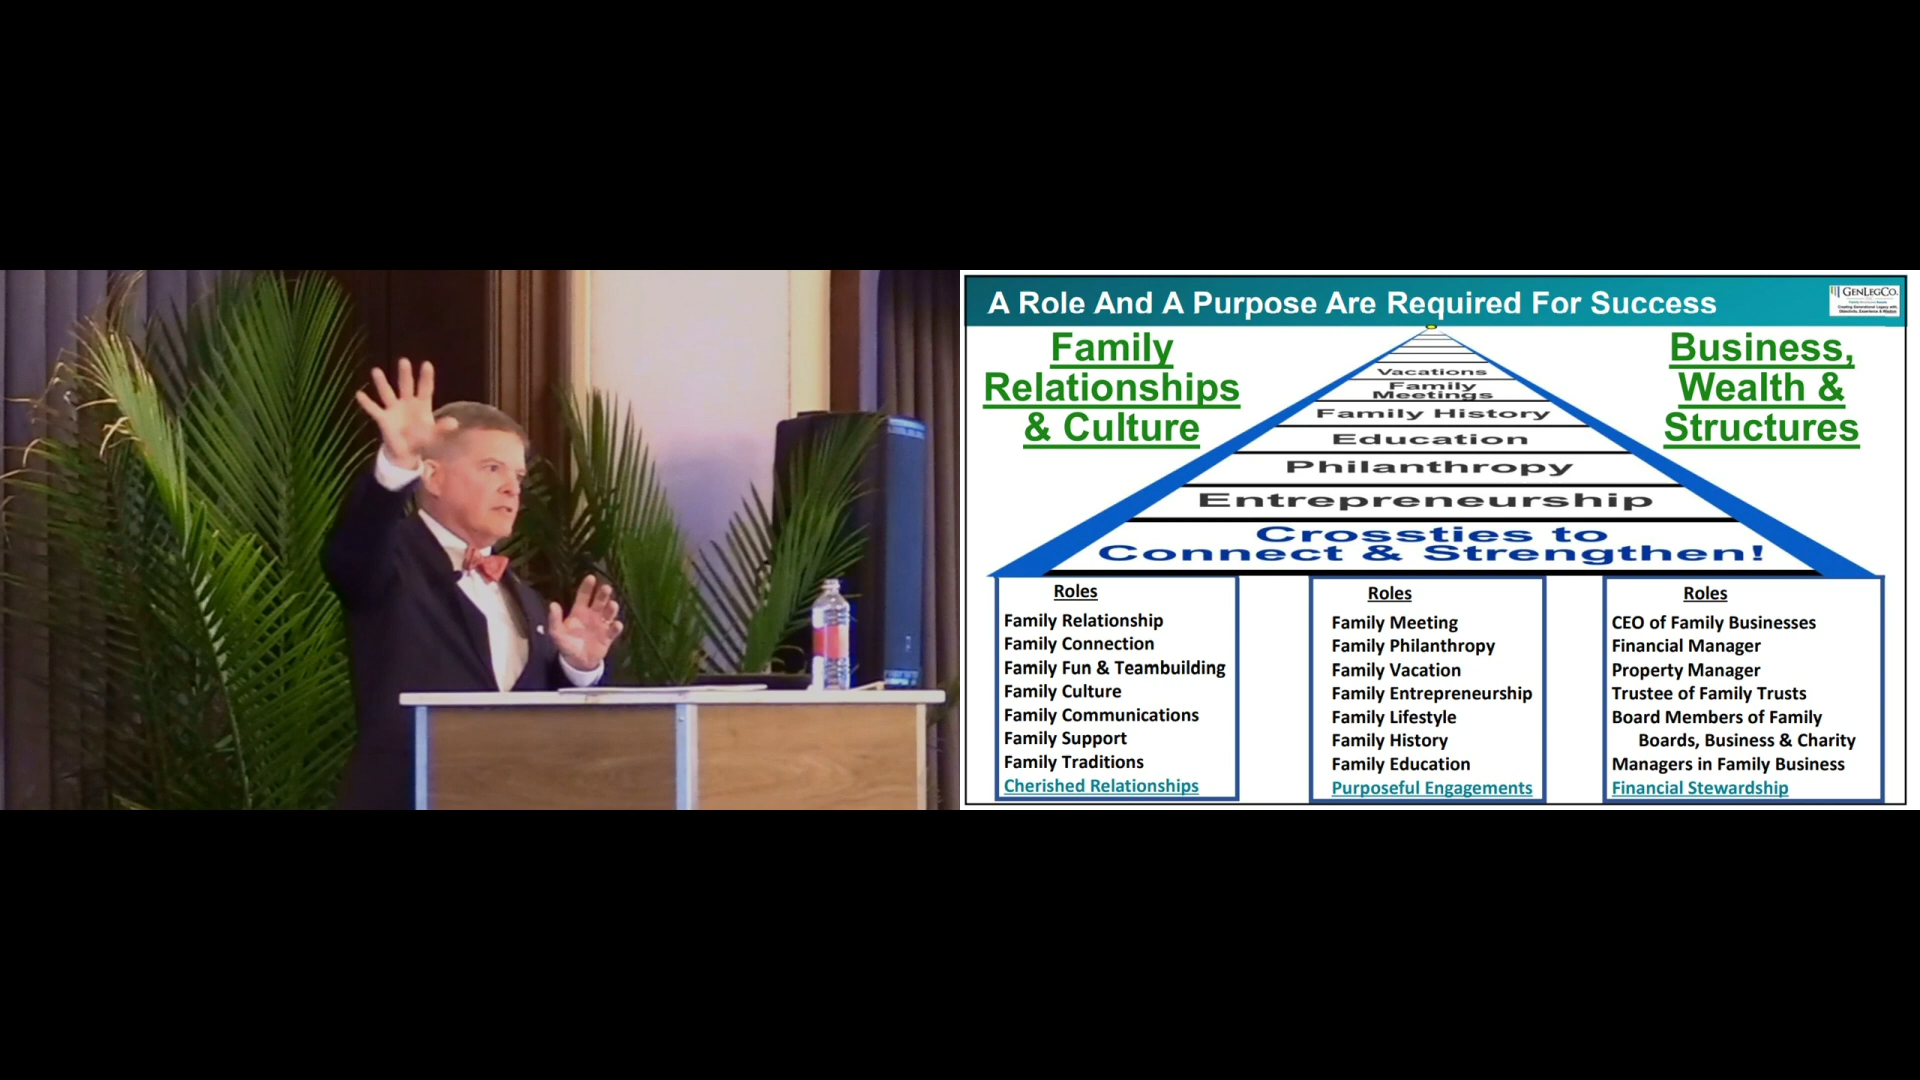 A Role And A Purpose Are Required For Success
GENLEGCO.
Family
Relationships
& Culture
Business,
Wealth &
Structures
Vacations
Family
Meetings
Family History
Education
Philanthropy
Entrepreneurship
Crossties to
Connect & Strengthen!
Roles
Family Relationship
Family Connection
Family Fun & Teambuilding
Family Culture
Family Communications
Family Support
Family Traditions
Cherished Relationships
Roles
Family Meeting
Family Philanthropy
Family Vacation
Family Entrepreneurship
Family Lifestyle
Family History
Family Education
Purposeful Engagements
Roles
CEO of Family Businesses
Financial Manager
Property Manager
Trustee of Family Trusts
Board Members of Family
Boards, Business & Charity
Managers in Family Business
Financial Stewardship